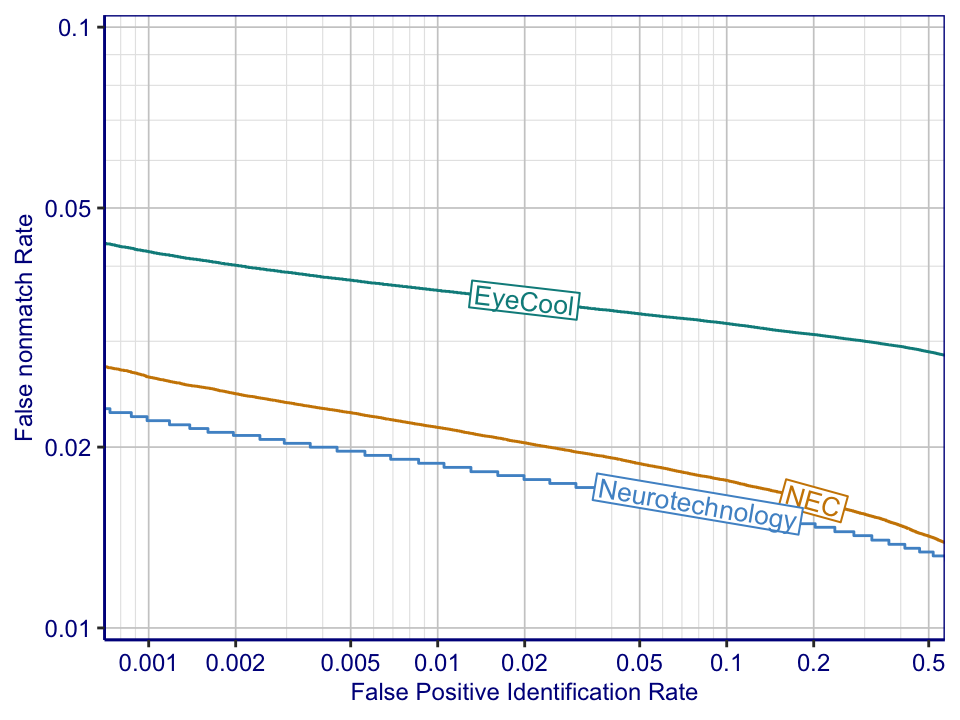 0.1
0.05
0.02
0.01
False nonmatch Rate
EyeCool
NEC
Neurotechnology
0.001 0.002 0.005 0.01 0.02 0.05 0.1 0.2 0.5
False Positive Identification Rate